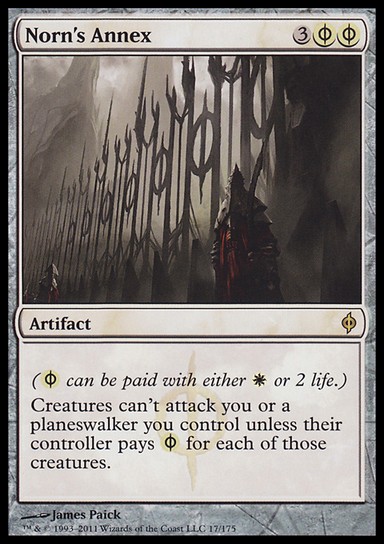 Norn's Annex 3
Artifact
( can be paid with either or 2 life.)
Creatures can't attack you or a
planeswalker you control unless their
controller pays for each of those
creatures.
James Paick
™ & © 1993–2011 Wizards of the Coast LLC 17/175